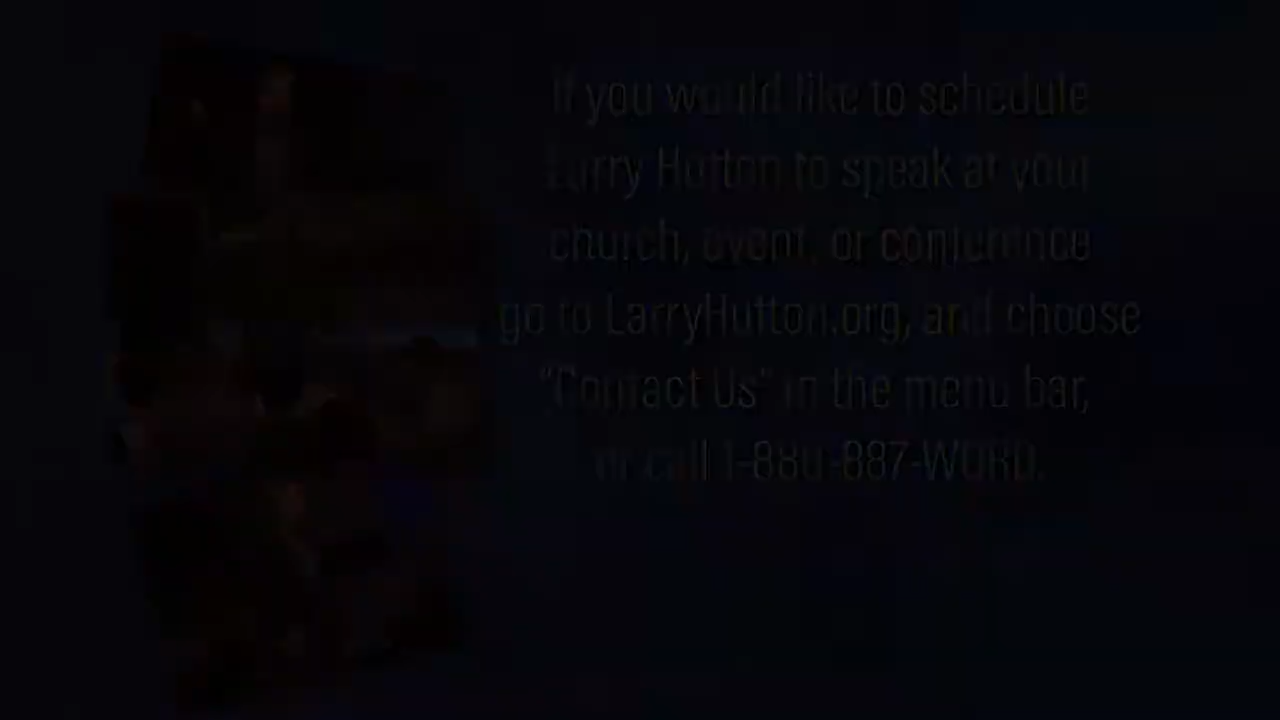 If you would like to schedule
Larry Hutton to speak at your
church, event, or conference
go to LarryHutton.org, and choose
"Contact Us" in the menu bar,
or call 1-888-887-WORD.